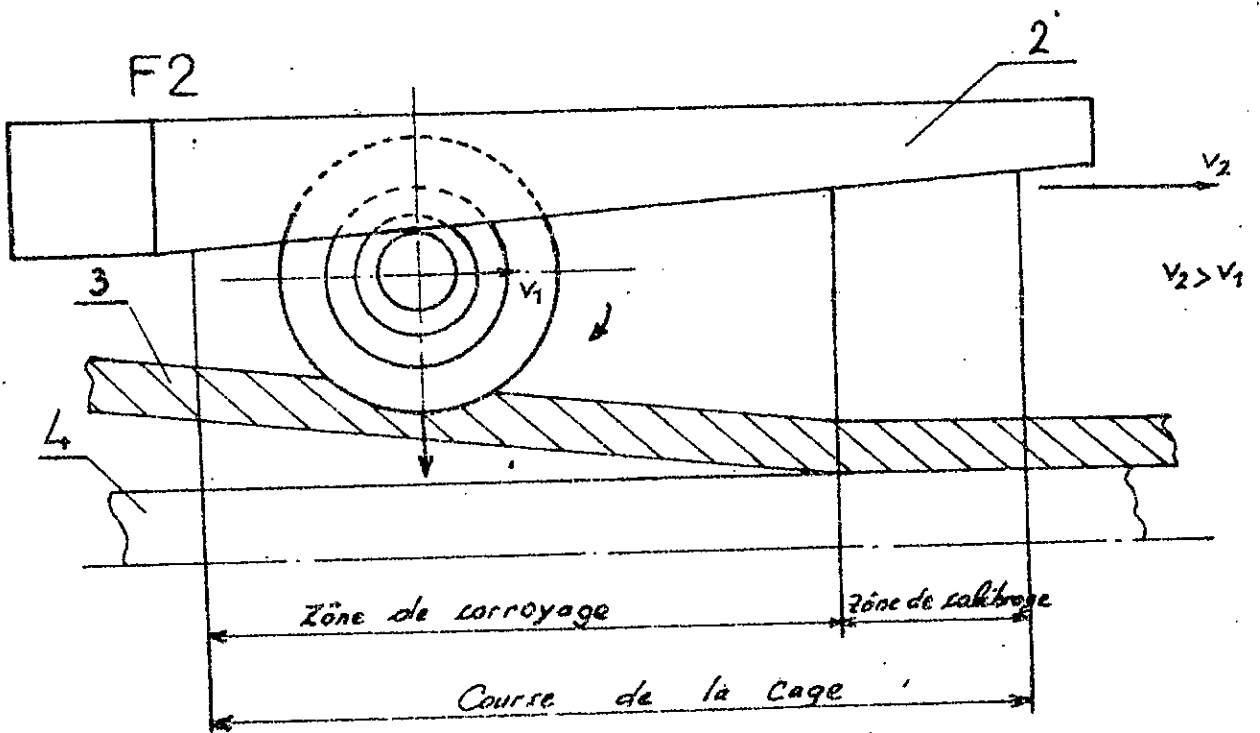 F2
2
v₂
v₂ > v₁
v₁
3
4
Zône de corroyage
Zône de calibrage
Course de la Cage